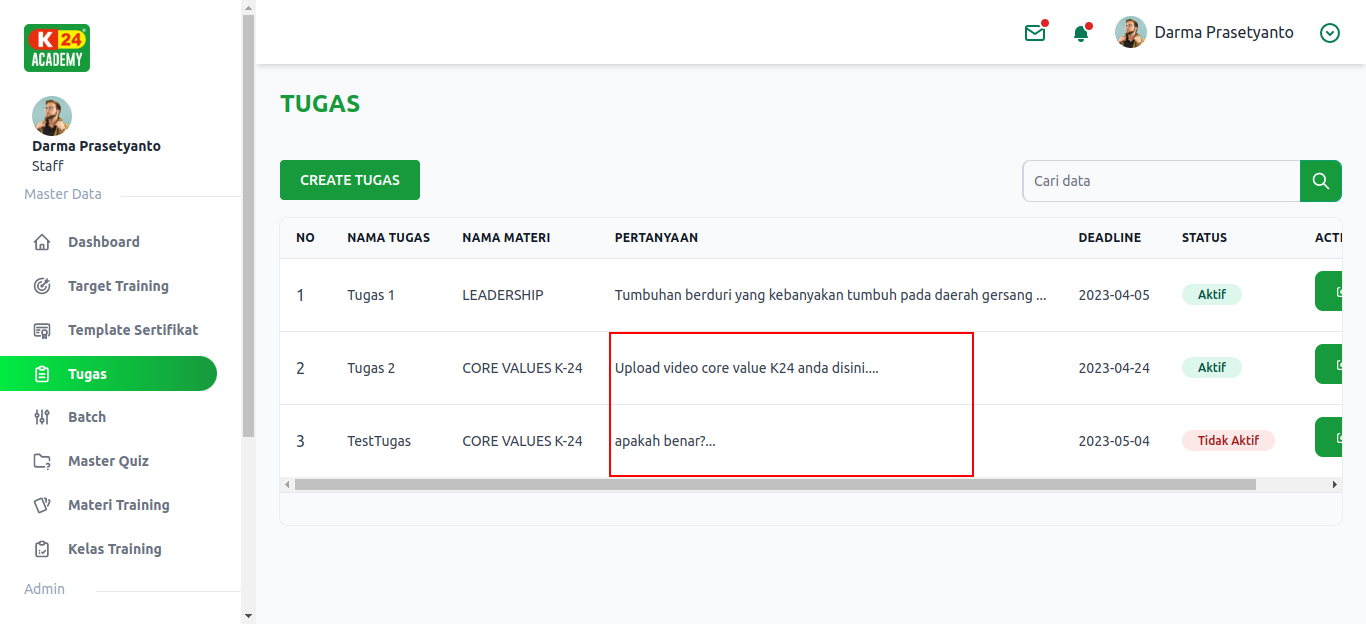 K 24
ACADEMY
Darma Prasetyanto
Darma Prasetyanto
Staff
Master Data
Dashboard
Target Training
Template Sertifikat
Tugas
Batch
Master Quiz
Materi Training
Kelas Training
Admin
TUGAS
CREATE TUGAS
Cari data
NO NAMA TUGAS NAMA MATERI PERTANYAAN DEADLINE STATUS ACTI
1 Tugas 1 LEADERSHIP Tumbuhan berduri yang kebanyakan tumbuh pada daerah gersang ... 2023-04-05 Aktif
2 Tugas 2 CORE VALUES K-24 Upload video core value K24 anda disini.... 2023-04-24 Aktif
3 TestTugas CORE VALUES K-24 apakah benar?... 2023-05-04 Tidak Aktif